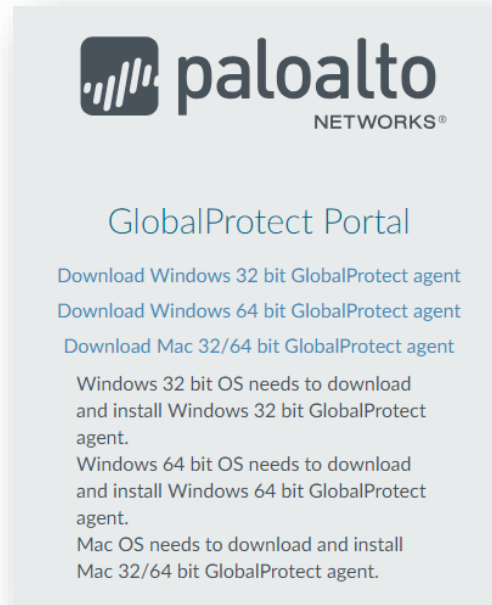 paloalto
NETWORKS®
GlobalProtect Portal
Download Windows 32 bit GlobalProtect agent
Download Windows 64 bit GlobalProtect agent
Download Mac 32/64 bit GlobalProtect agent
Windows 32 bit OS needs to download
and install Windows 32 bit GlobalProtect
agent.
Windows 64 bit OS needs to download
and install Windows 64 bit GlobalProtect
agent.
Mac OS needs to download and install
Mac 32/64 bit GlobalProtect agent.